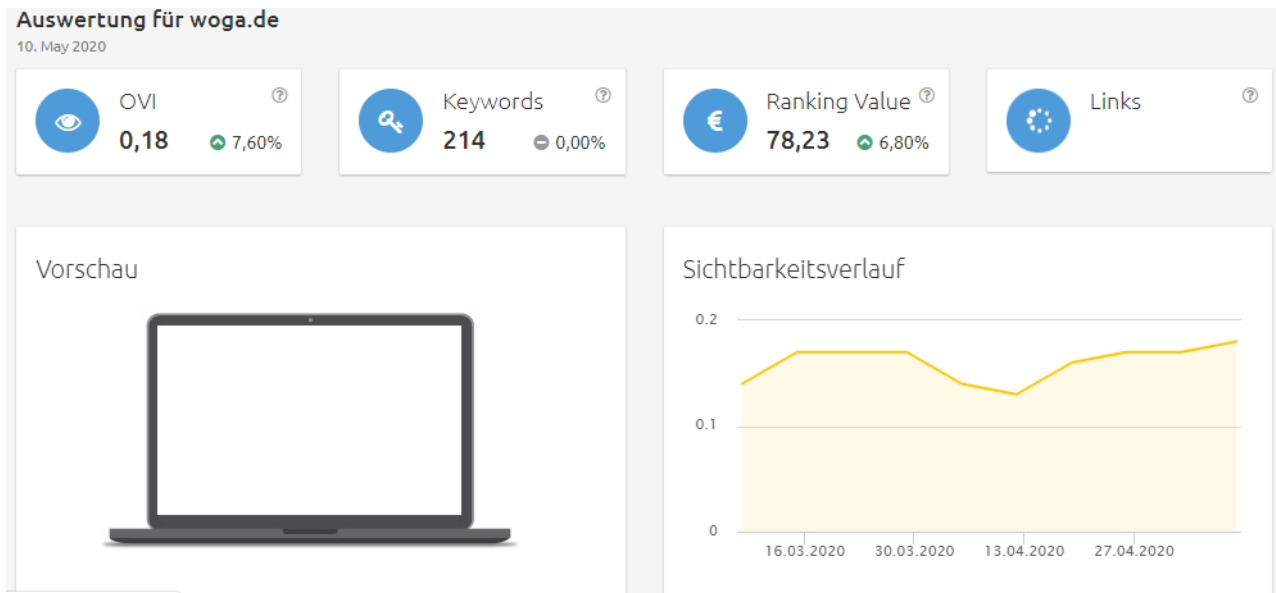 Auswertung für woga.de
10. May 2020
OVI
0,18 7,60%
Keywords
214 0,00%
Ranking Value
€
78,23 6,80%
Links
Vorschau
Sichtbarkeitsverlauf
0.2
0.1
0
16.03.2020 30.03.2020 13.04.2020 27.04.2020